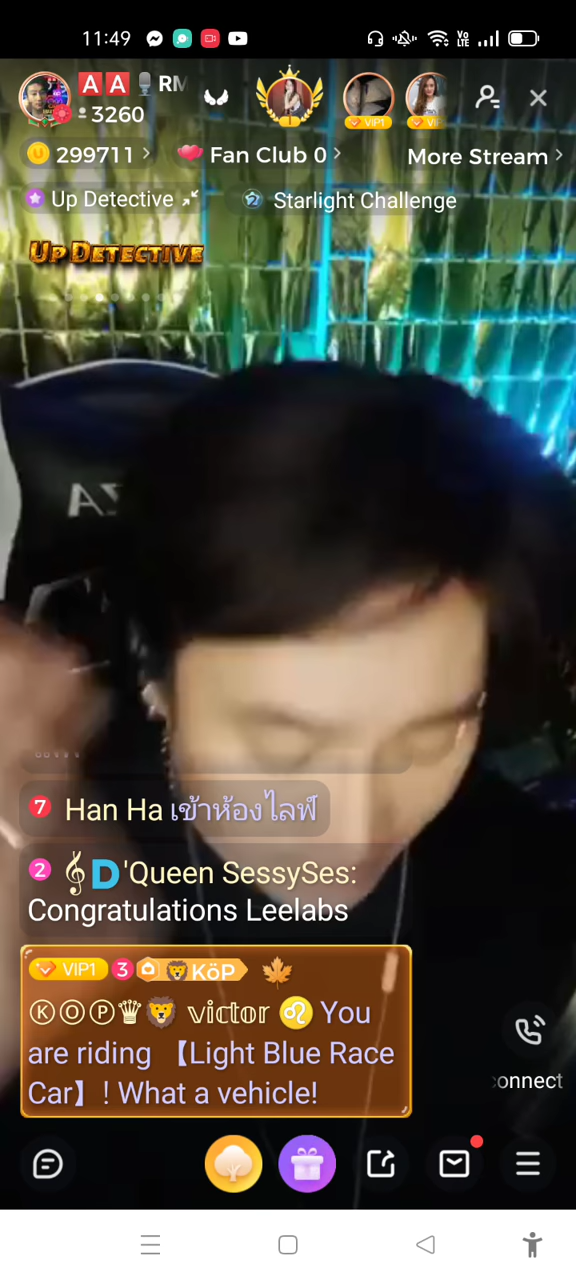 11:49
Vo
LTE
🅰🅰🎙RM
3260
VIP1
VIP
299711
Fan Club 0
More Stream
Up Detective
Starlight Challenge
UP DETECTIVE
7 Han Ha เข้าห้องไลฟ์
2 𝄞D'Queen SessySes:
Congratulations Leelabs
VIP1 3 KöP
ⓀⓄⓅ♛🦁 𝕧𝕚𝕔𝕥𝕠𝕣 ♌ You
are riding 【Light Blue Race
Car】! What a vehicle!
onnect